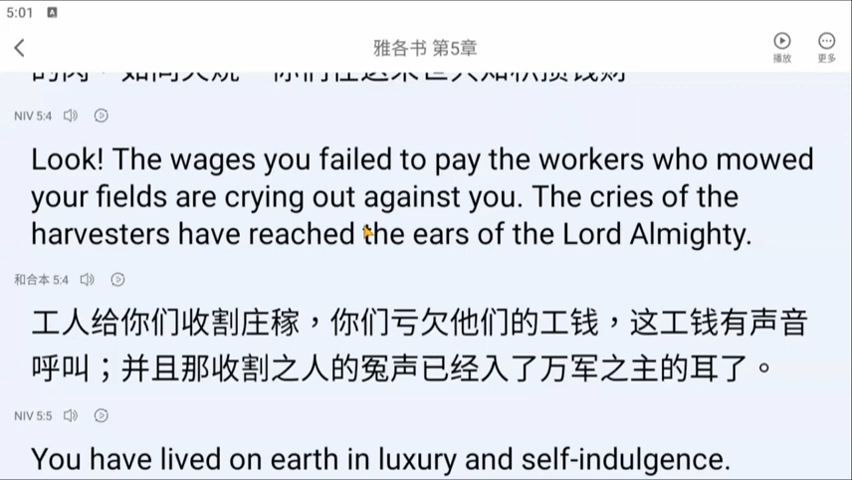 5:01
雅各书 第5章
播放
更多
NIV 5:4
Look! The wages you failed to pay the workers who mowed
your fields are crying out against you. The cries of the
harvesters have reached the ears of the Lord Almighty.
和合本 5:4
工人给你们收割庄稼，你们亏欠他们的工钱，这工钱有声音
呼叫；并且那收割之人的冤声已经入了万军之主的耳了。
NIV 5:5
You have lived on earth in luxury and self-indulgence.